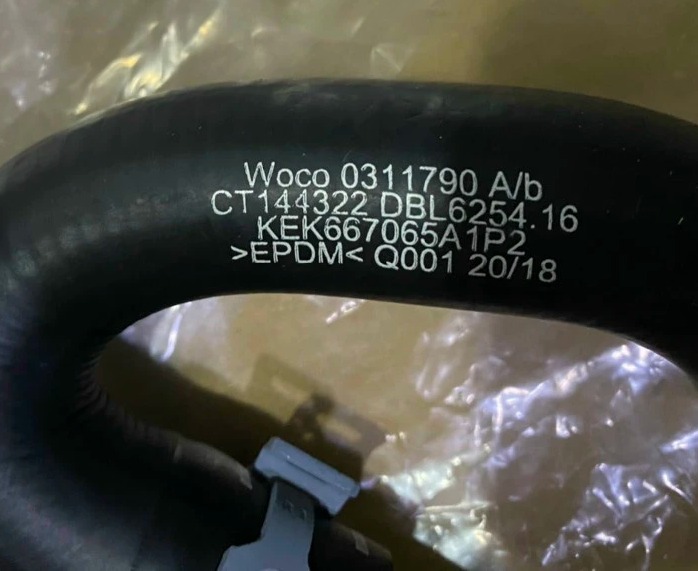 Woco 0311790 A/b
CT144322 DBL6254.16
KEK667065A1P2
>EPDM< Q001 20/18